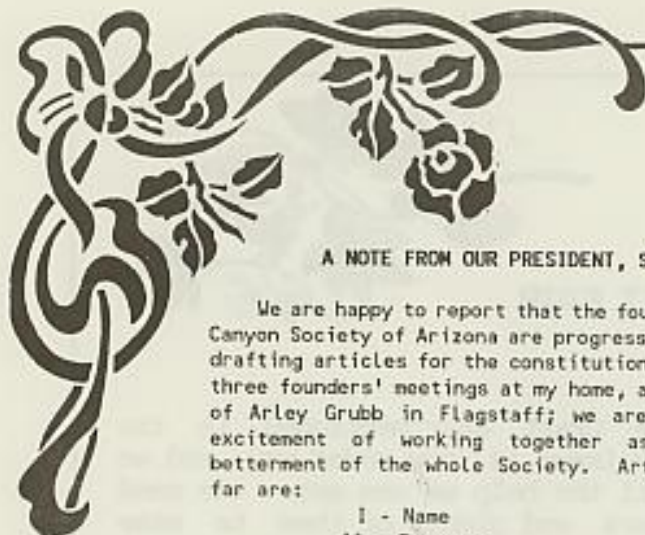 A NOTE FROM OUR PRESIDENT, S
We are happy to report that the fou
Canyon Society of Arizona are progress
drafting articles for the constitution
three founders' meetings at my home, a
of Arley Grubb in Flagstaff; we are
excitement of working together as
betterment of the whole Society. Ar
far are:
I - Name